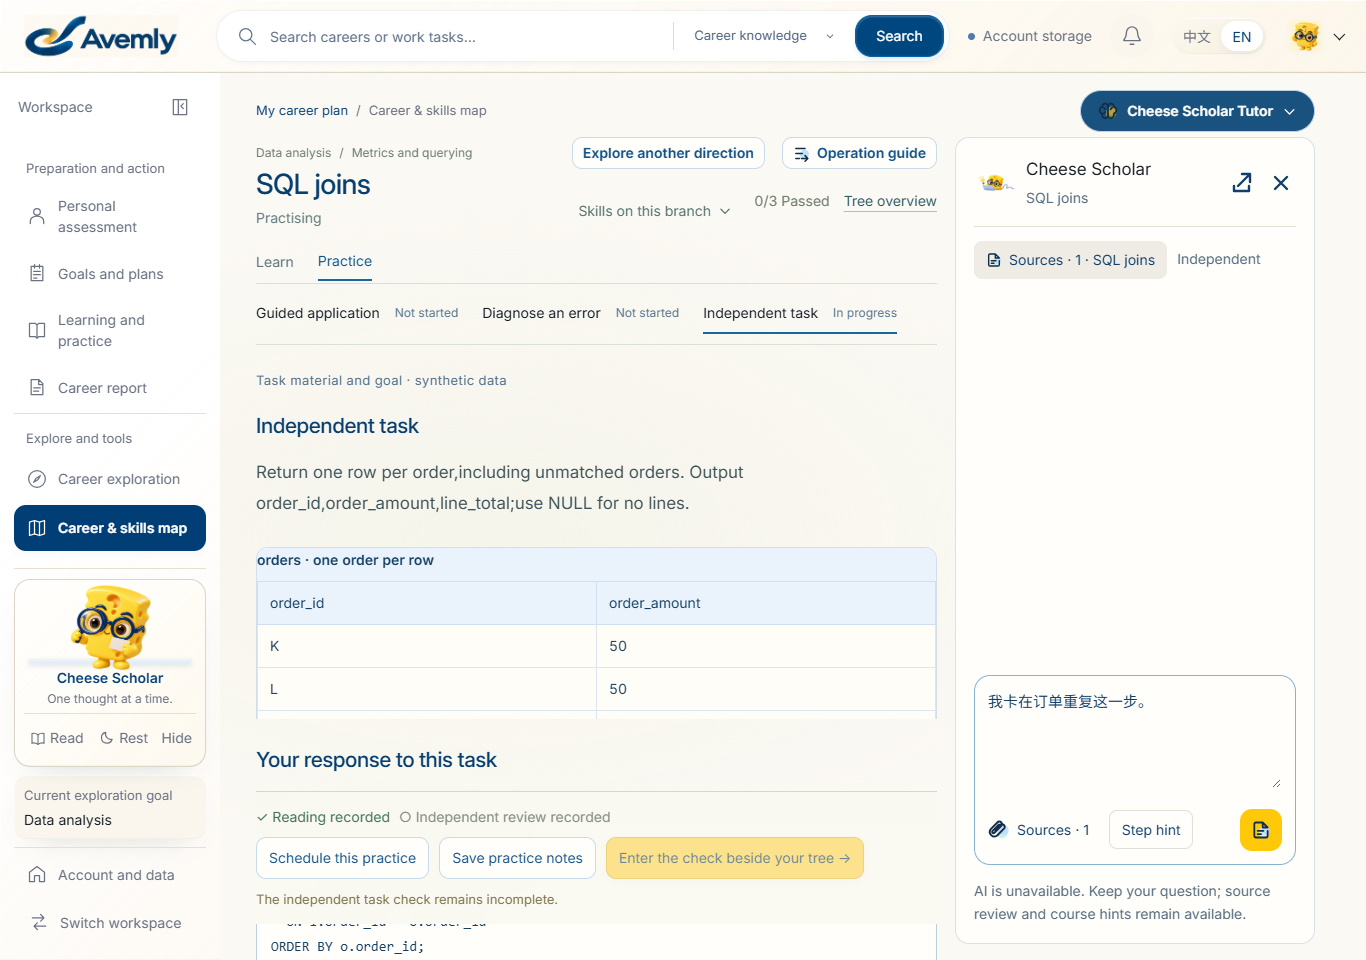 Avemly
Search careers or work tasks...
Career knowledge
Search
Account storage
中文
EN
Workspace
Preparation and action
Personal
assessment
Goals and plans
Learning and
practice
Career report
Explore and tools
Career exploration
Career & skills map
Cheese Scholar
One thought at a time.
Read
Rest
Hide
Current exploration goal
Data analysis
Account and data
Switch workspace
My career plan / Career & skills map
Cheese Scholar Tutor
Data analysis / Metrics and querying
Explore another direction
Operation guide
SQL joins
Practising
Skills on this branch
0/3 Passed
Tree overview
Learn
Practice
Guided application Not started
Diagnose an error Not started
Independent task In progress
Task material and goal · synthetic data
Independent task
Return one row per order,including unmatched orders. Output
order_id,order_amount,line_total;use NULL for no lines.
orders · one order per row
order_id order_amount
K 50
L 50
Your response to this task
✓ Reading recorded
Independent review recorded
Schedule this practice
Save practice notes
Enter the check beside your tree →
The independent task check remains incomplete.
ORDER BY o.order_id;
Cheese Scholar
SQL joins
Sources · 1 · SQL joins
Independent
我卡在订单重复这一步。
Sources · 1
Step hint
AI is unavailable. Keep your question; source
review and course hints remain available.